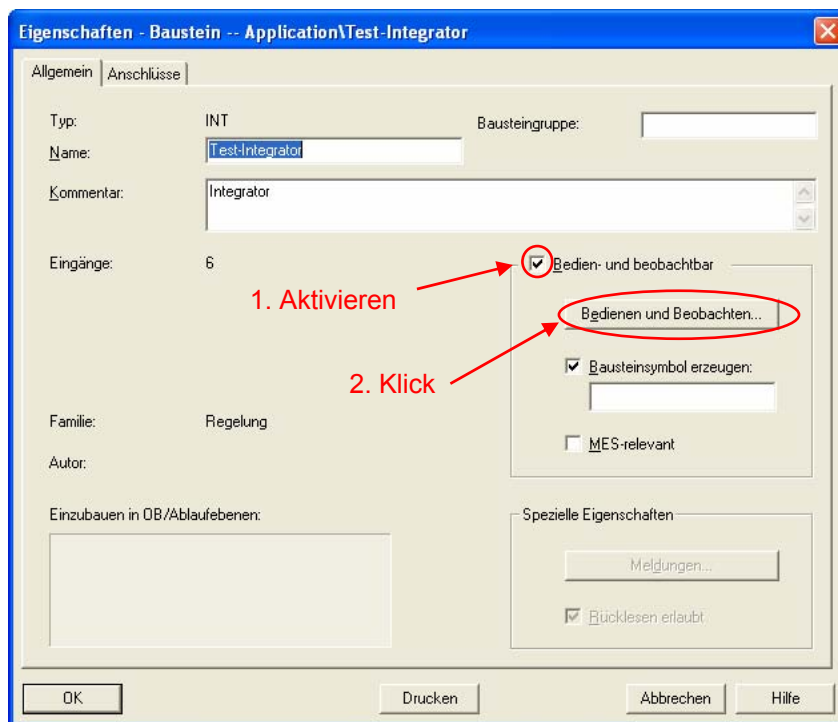 Eigenschaften - Baustein -- Application\Test-Integrator
Allgemein
Anschlüsse
Typ:
INT
Bausteingruppe:
Name:
Test-Integrator
Kommentar:
Integrator
Eingänge:
6
Bedien- und beobachtbar
1. Aktivieren
Bedienen und Beobachten...
2. Klick
Bausteinsymbol erzeugen:
Familie:
Regelung
MES-relevant
Autor:
Einzubauen in OB/Ablaufebenen:
Spezielle Eigenschaften
Meldungen...
Rücklesen erlaubt
OK
Drucken
Abbrechen
Hilfe